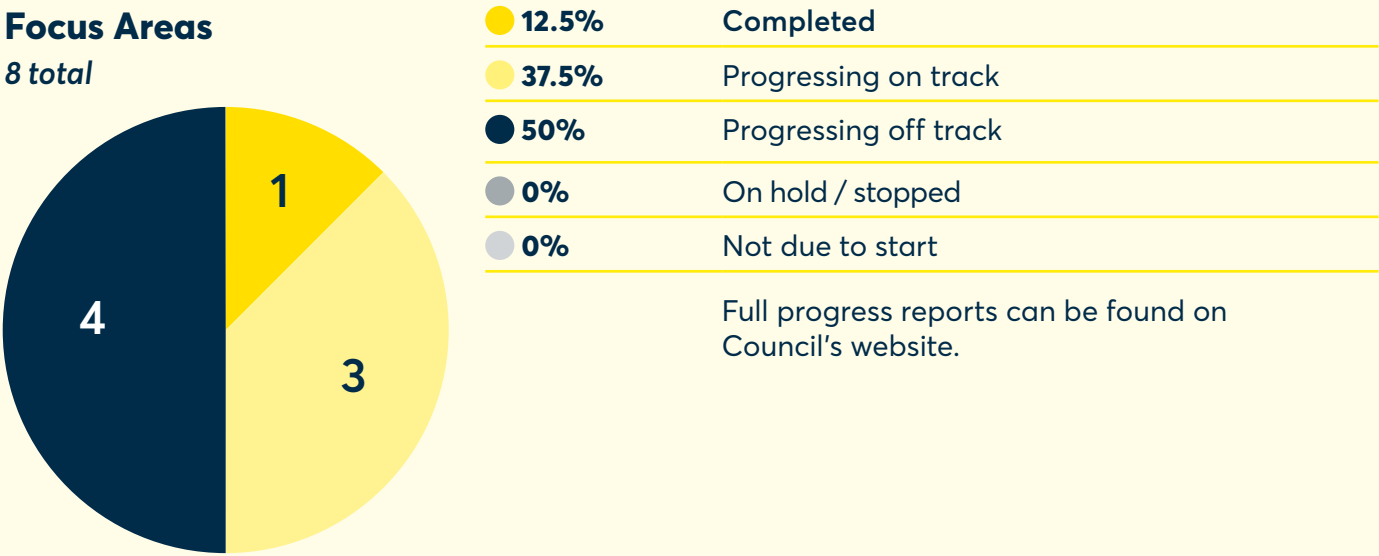 Focus Areas
8 total
1
3
4
12.5% Completed
37.5% Progressing on track
50% Progressing off track
0% On hold / stopped
0% Not due to start
Full progress reports can be found on
Council's website.